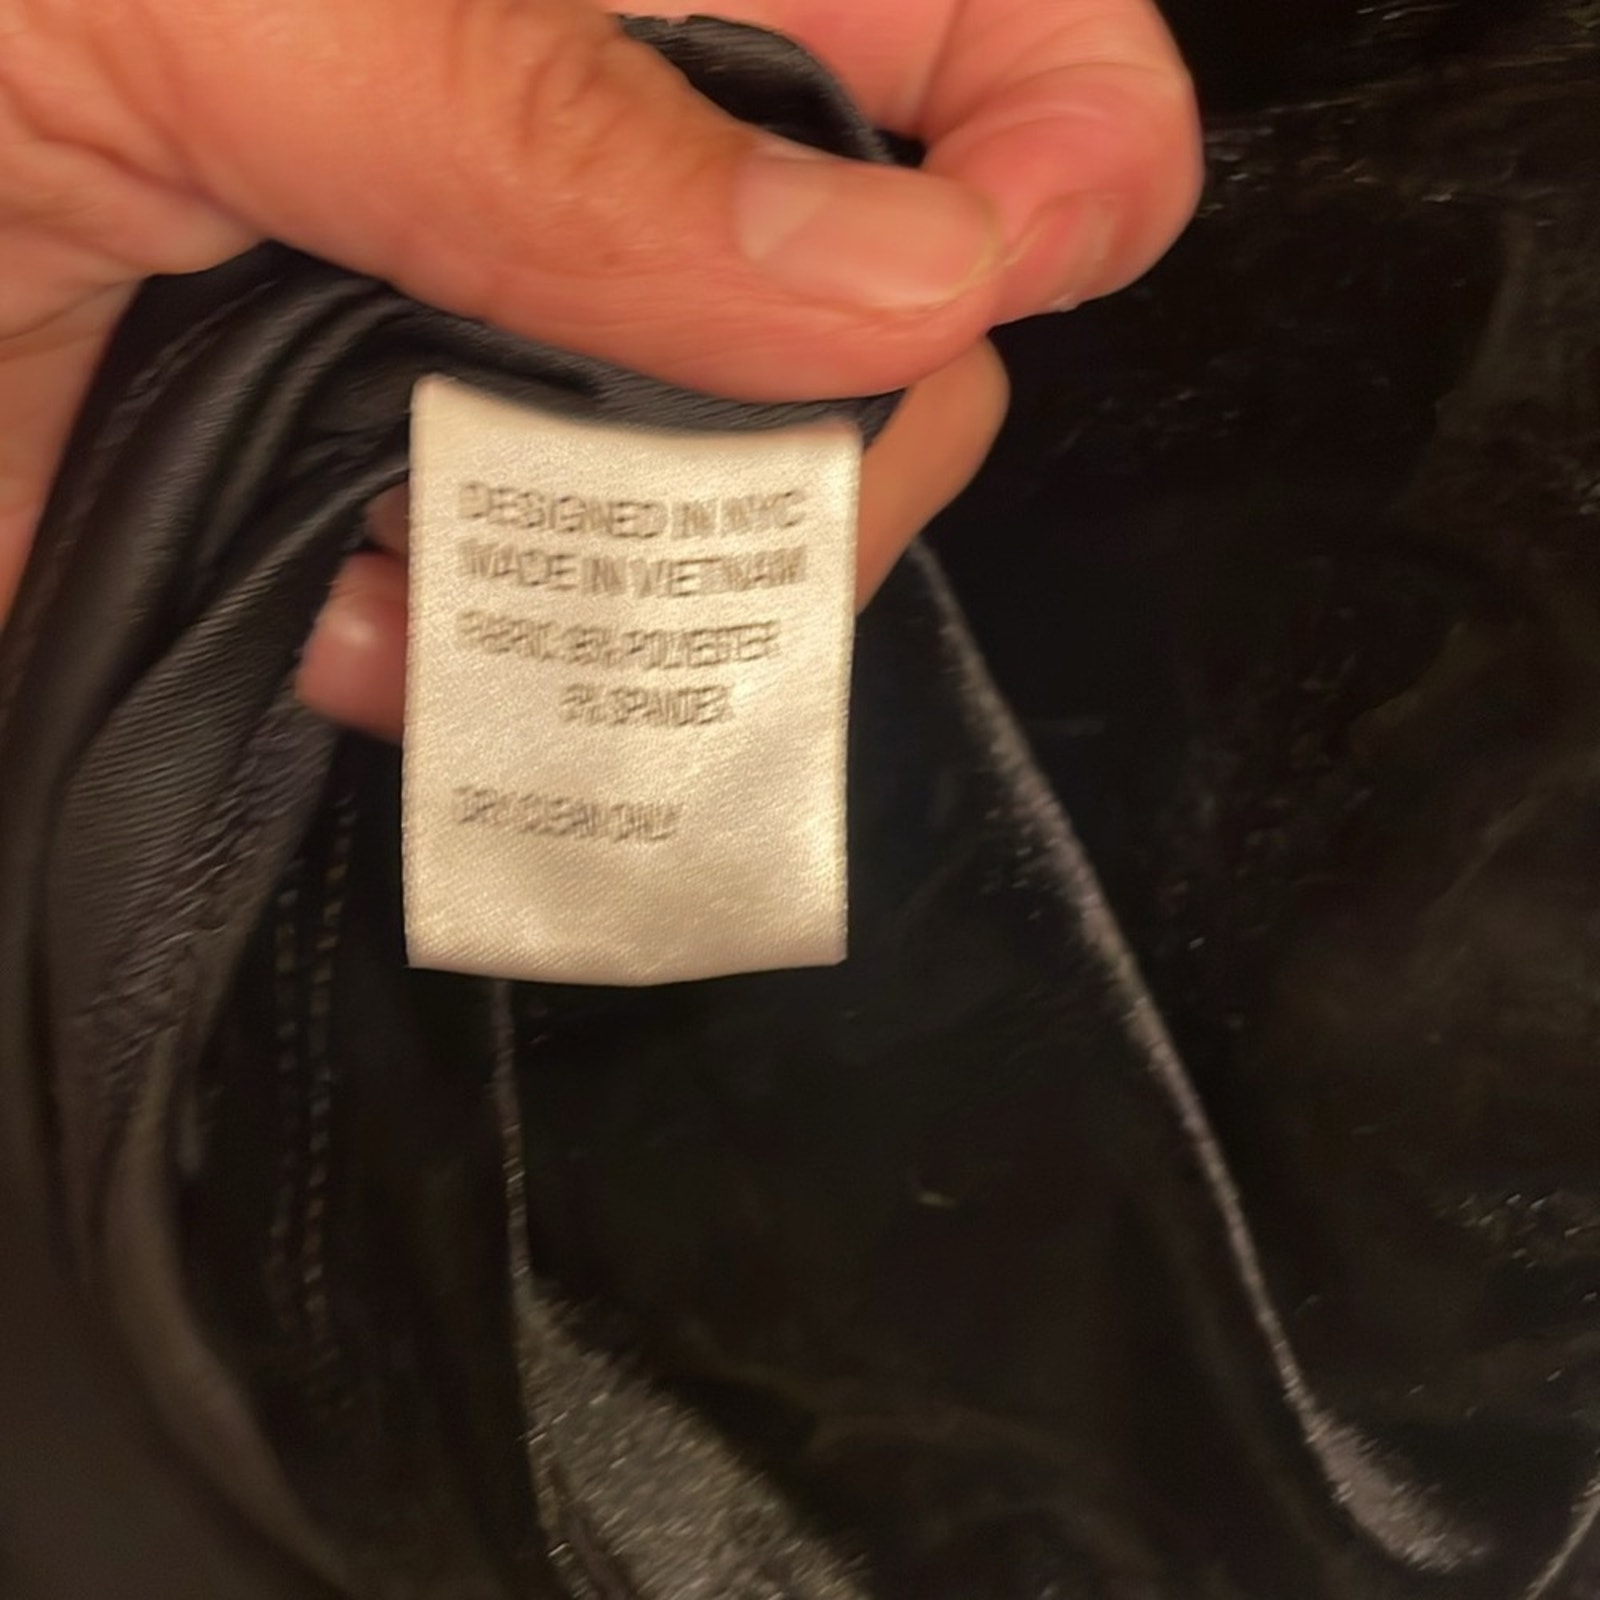 DESIGNED IN NYC
MADE IN VIETNAM
FABRIC: POLYESTER
SPANDEX
DRY CLEAN ONLY